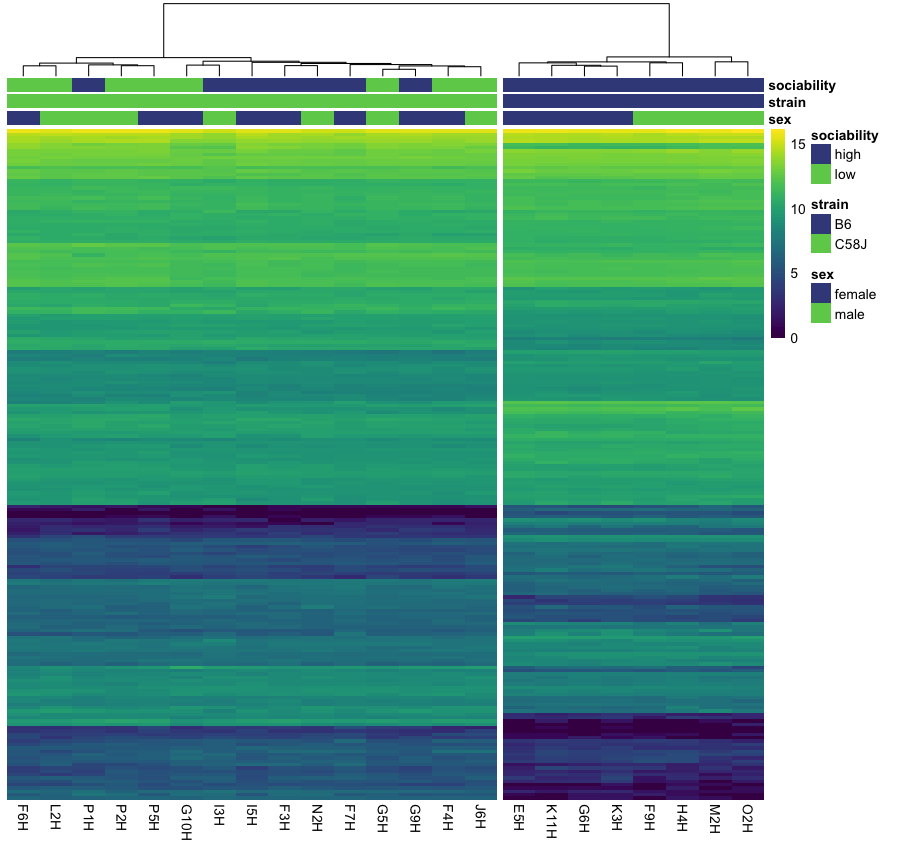 sociability
strain
sex
sociability
high
low
strain
B6
C58J
sex
female
male
15
10
5
0
F6H L2H P1H P2H P5H G10H I3H I5H F3H N2H F7H G5H G9H F4H J6H E5H K11H G6H K3H F9H H4H M2H O2H